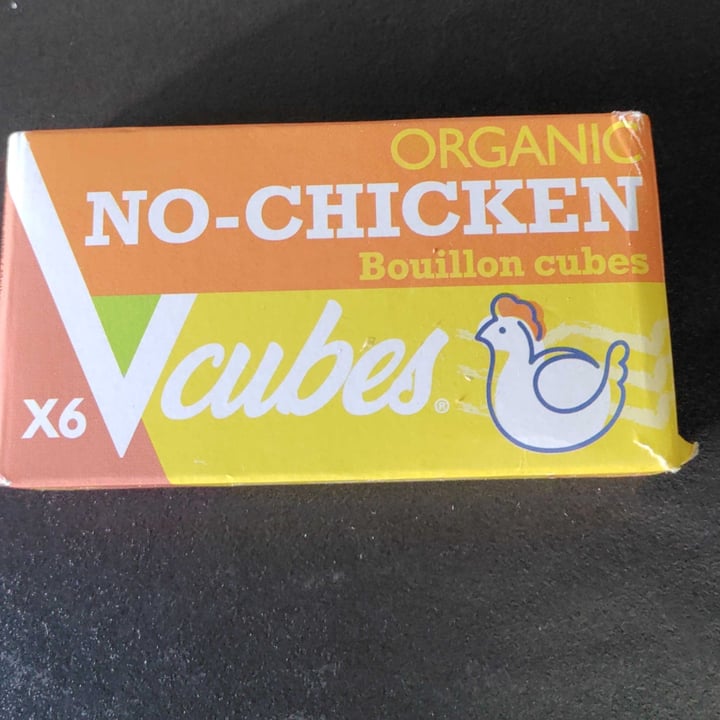 ORGANIC
NO-CHICKEN
Bouillon cubes
Vcubes®
X6